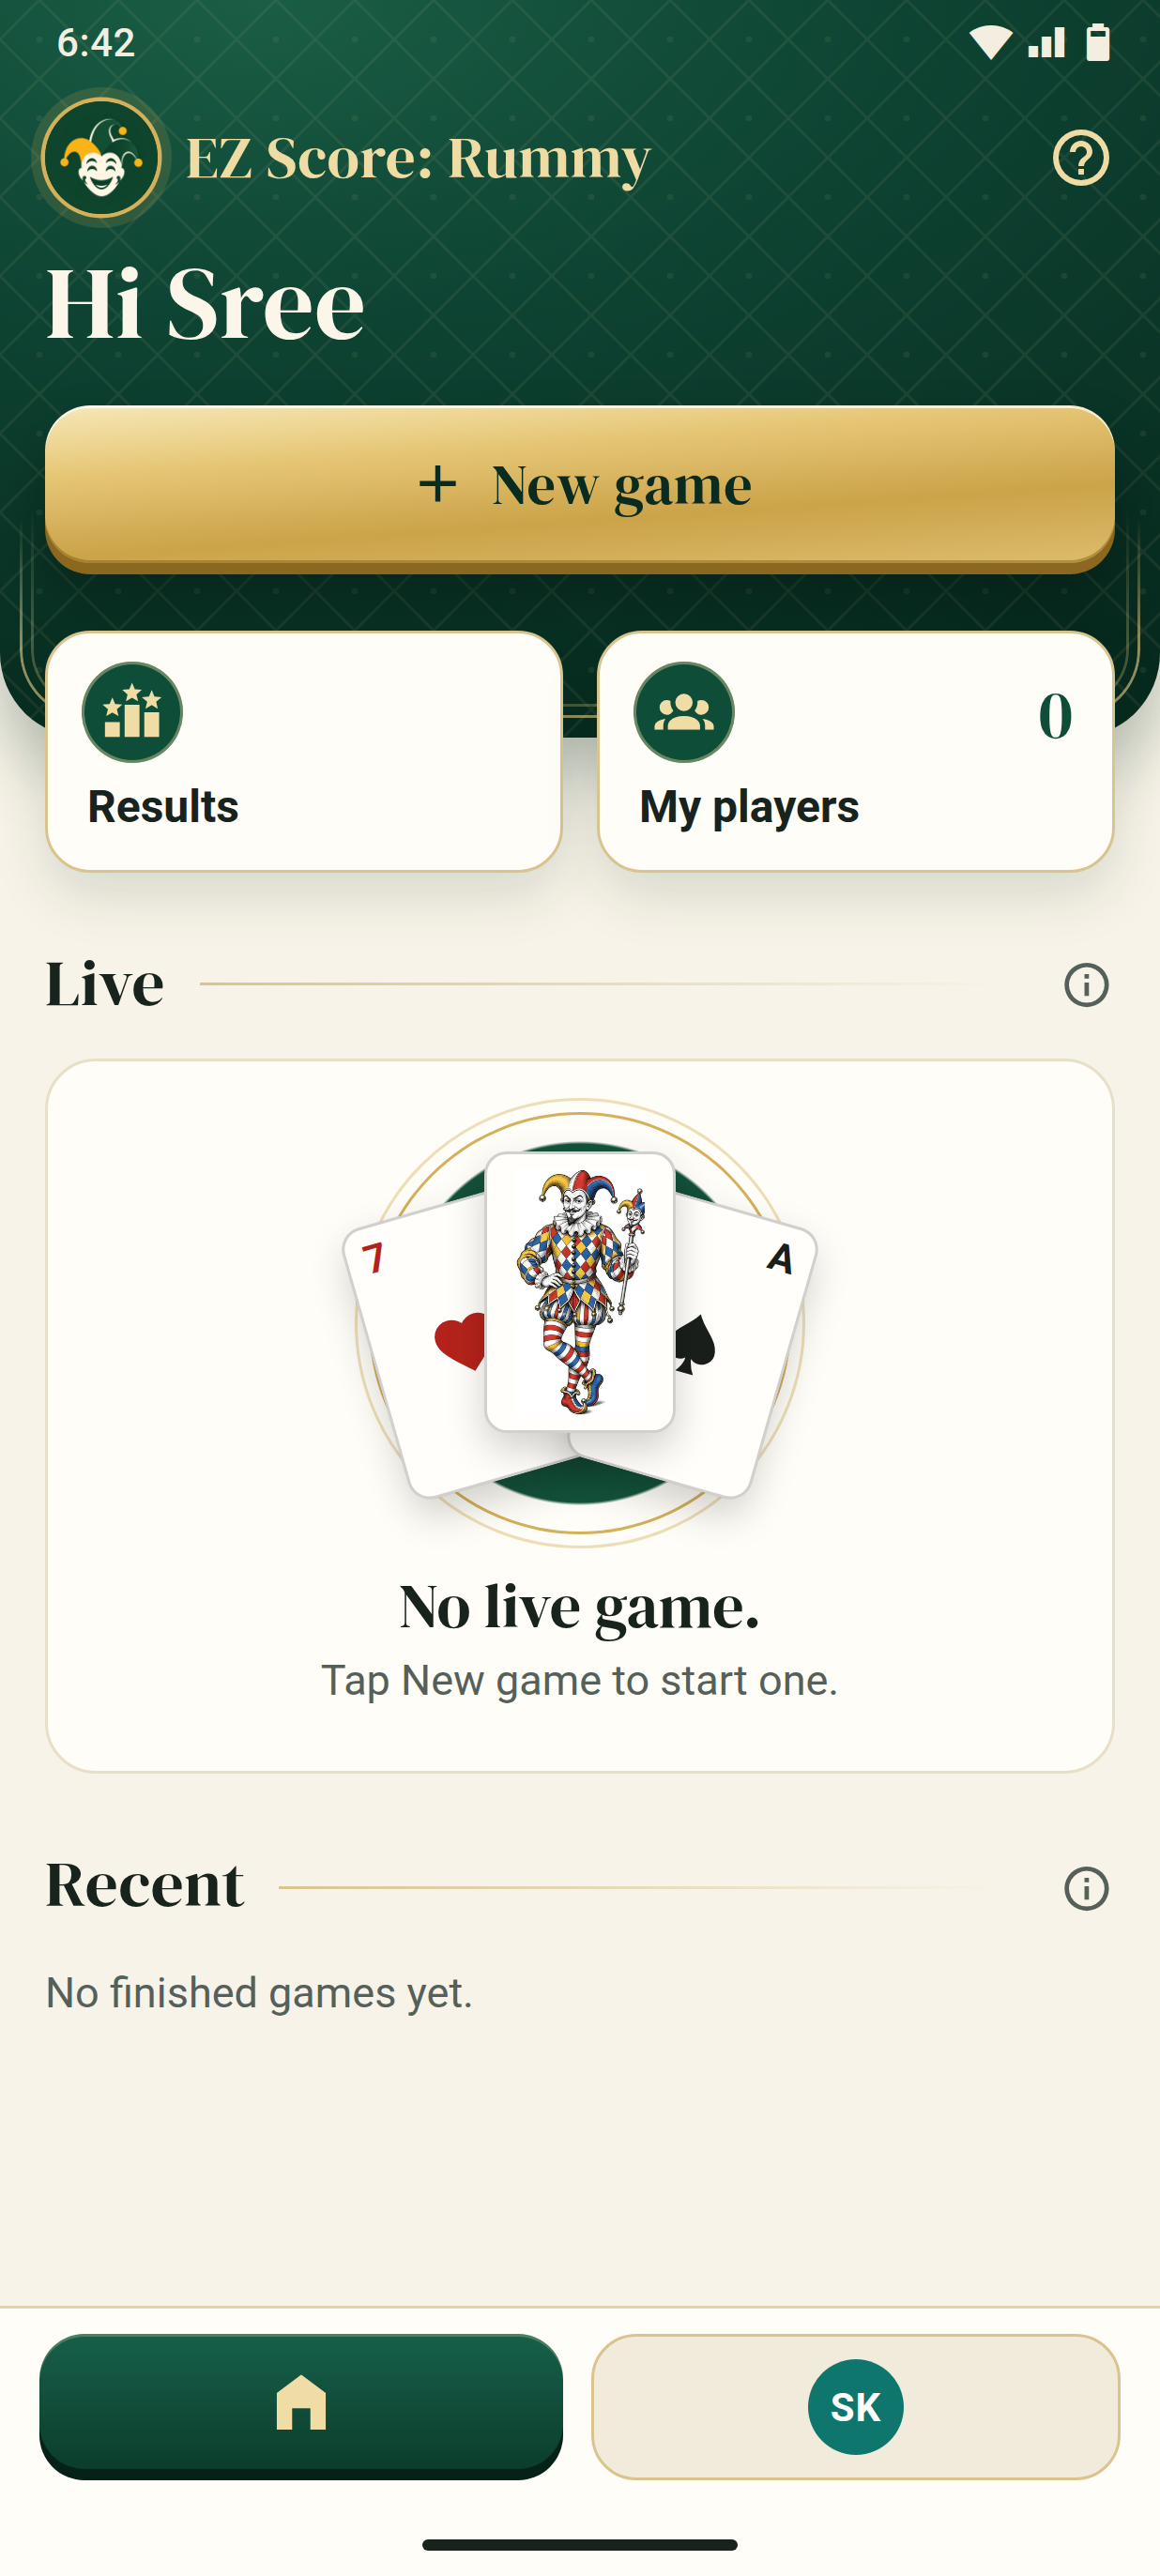 6:42
EZ Score: Rummy
Hi Sree
+ New game
Results
0
My players
Live
7
A
No live game.
Tap New game to start one.
Recent
No finished games yet.
SK